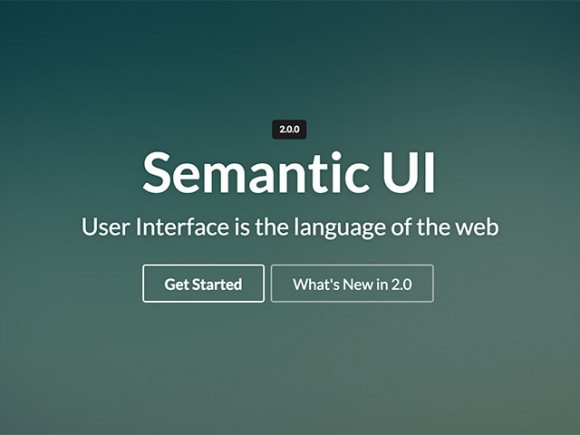 2.0.0
Semantic UI
User Interface is the language of the web
Get Started What's New in 2.0